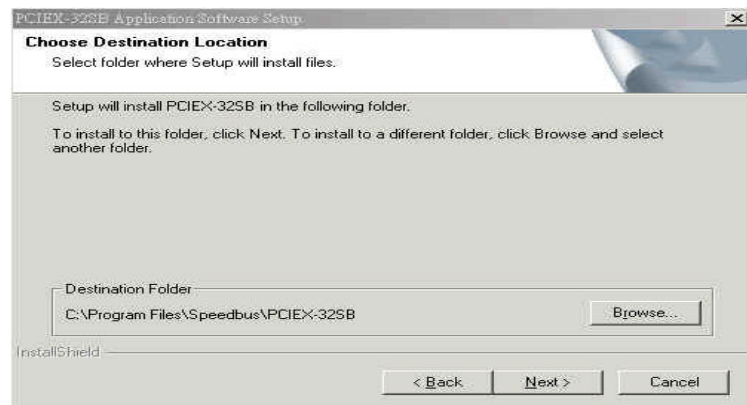 PCIEX-32SB Application Software Setup
Choose Destination Location
Select folder where Setup will install files.
Setup will install PCIEX-32SB in the following folder.
To install to this folder, click Next. To install to a different folder, click Browse and select
another folder.
Destination Folder
C:\Program Files\Speedbus\PCIEX-32SB
Browse...
InstallShield
< Back
Next >
Cancel